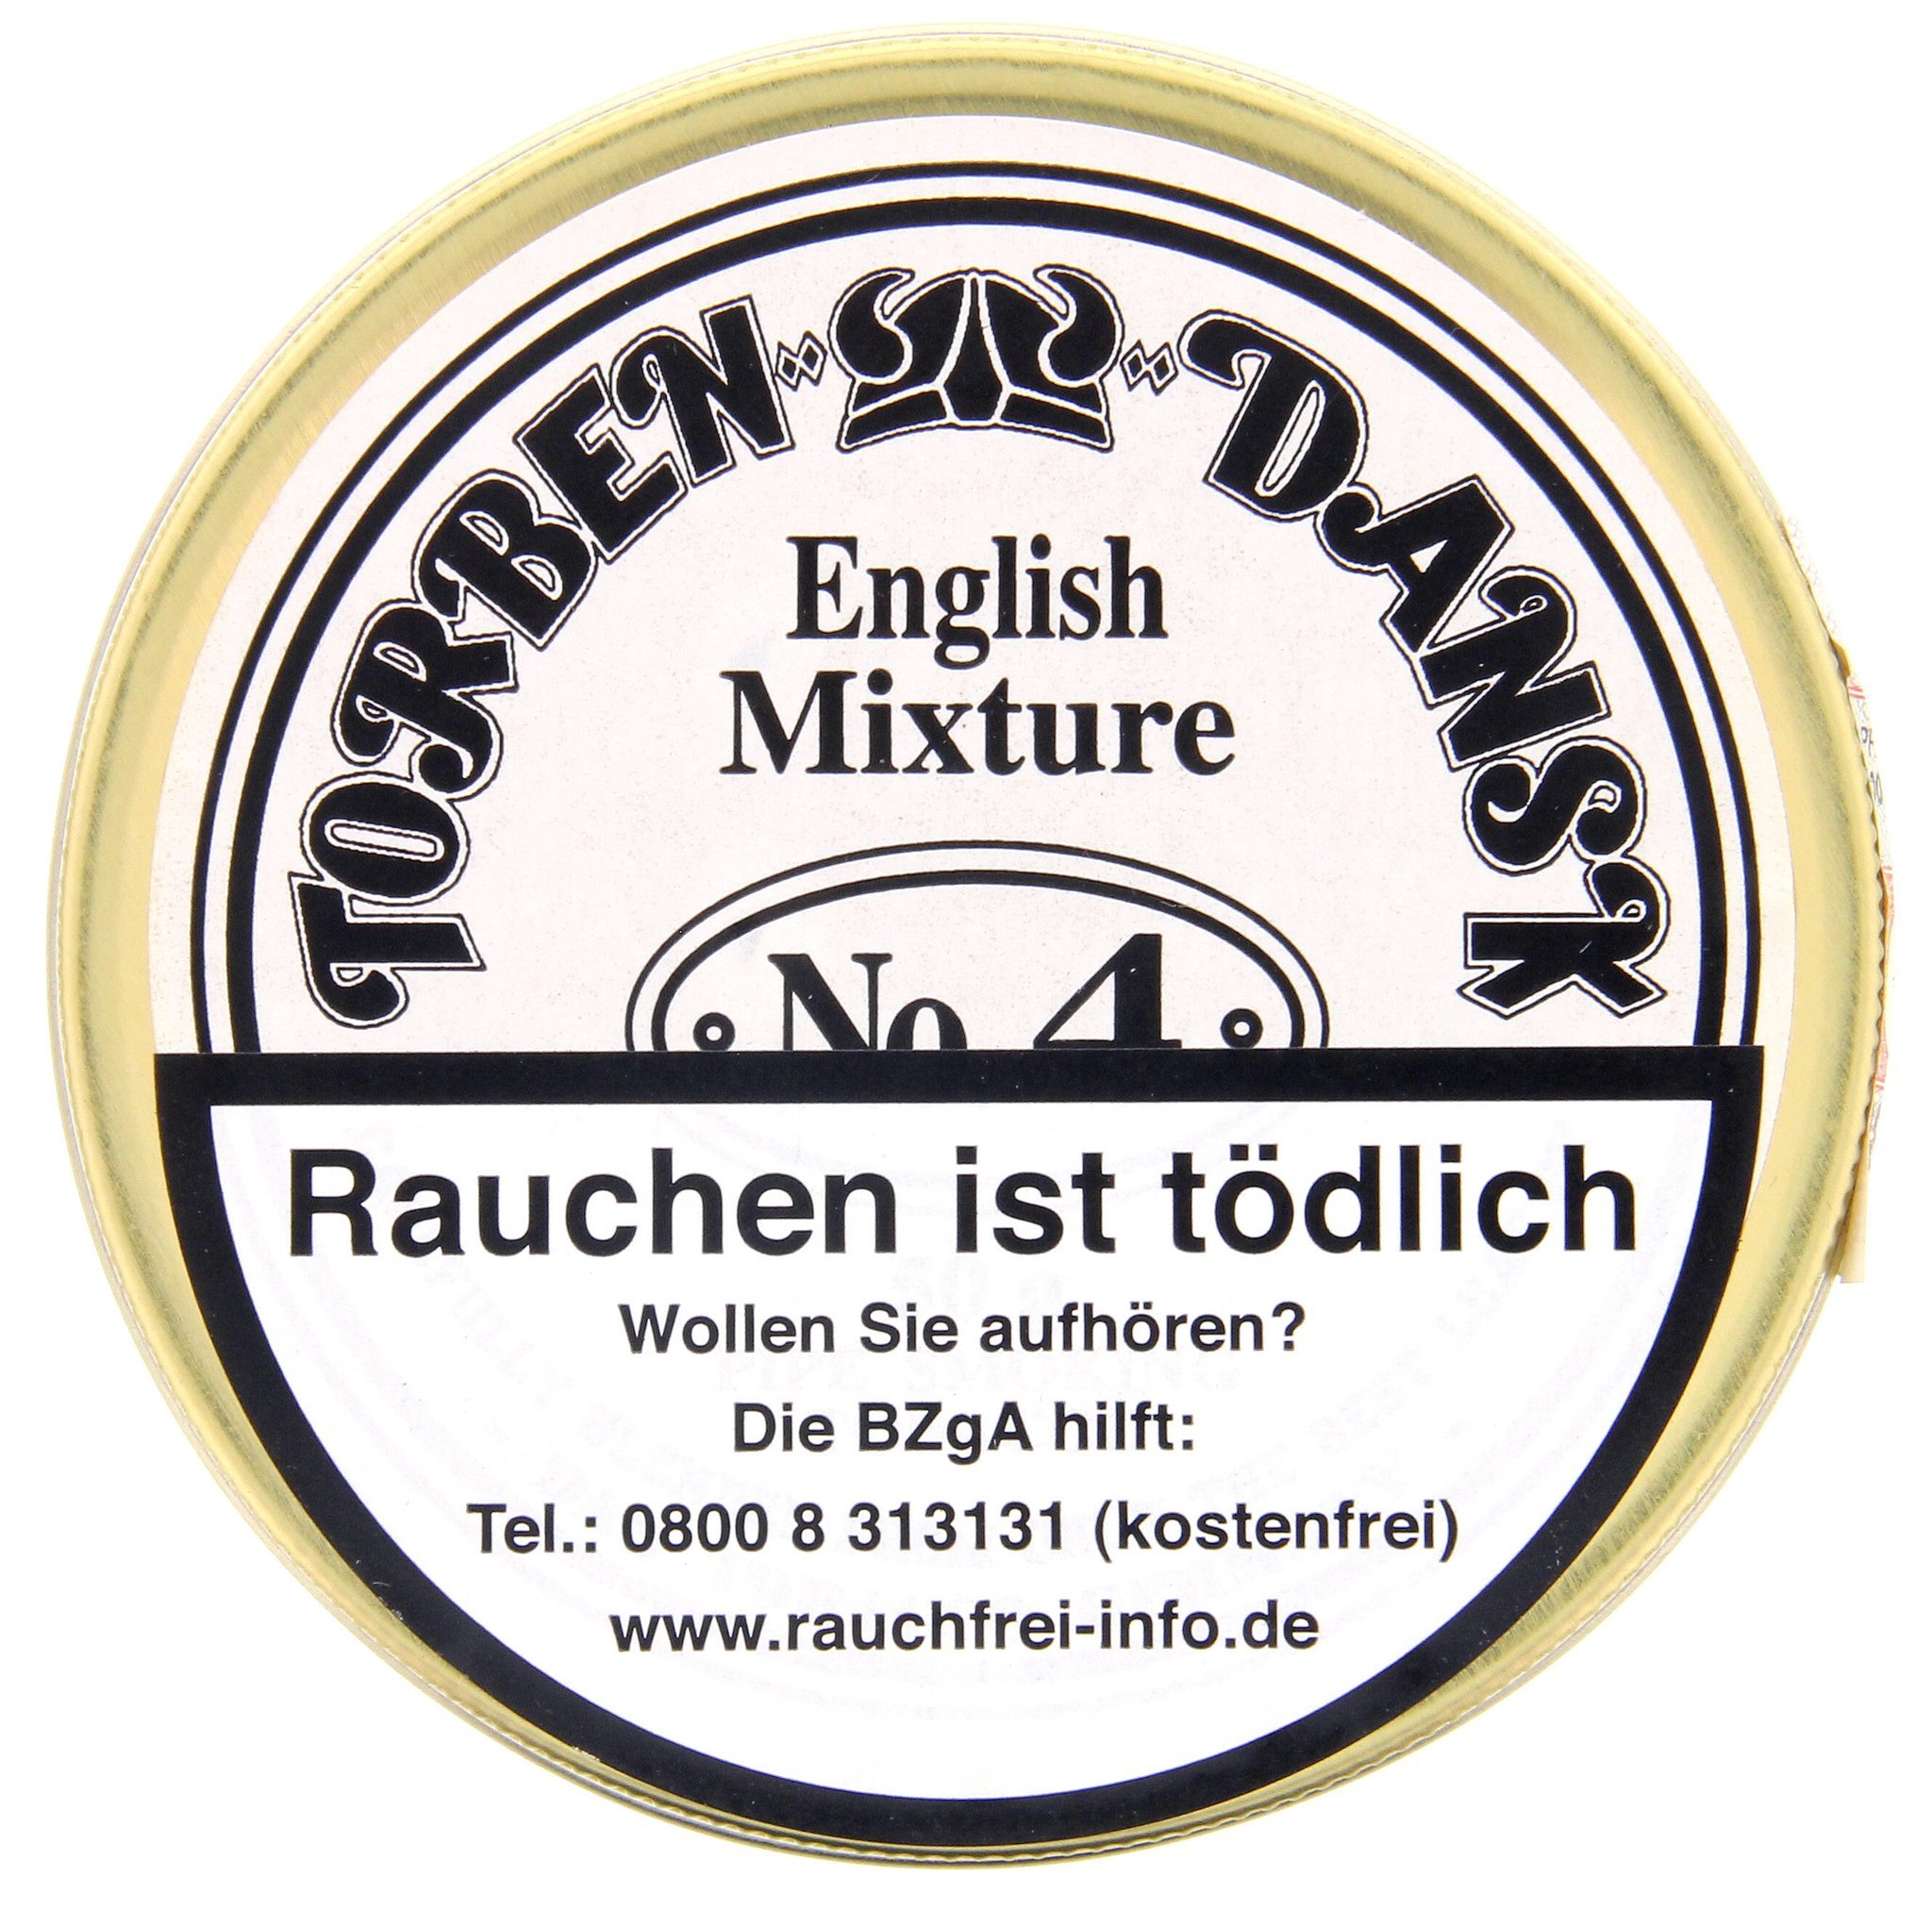 TORBEN DANSK
English
Mixture
No 4
Rauchen ist tödlich
Wollen Sie aufhören?
Die BZgA hilft:
Tel.: 0800 8 313131 (kostenfrei)
www.rauchfrei-info.de